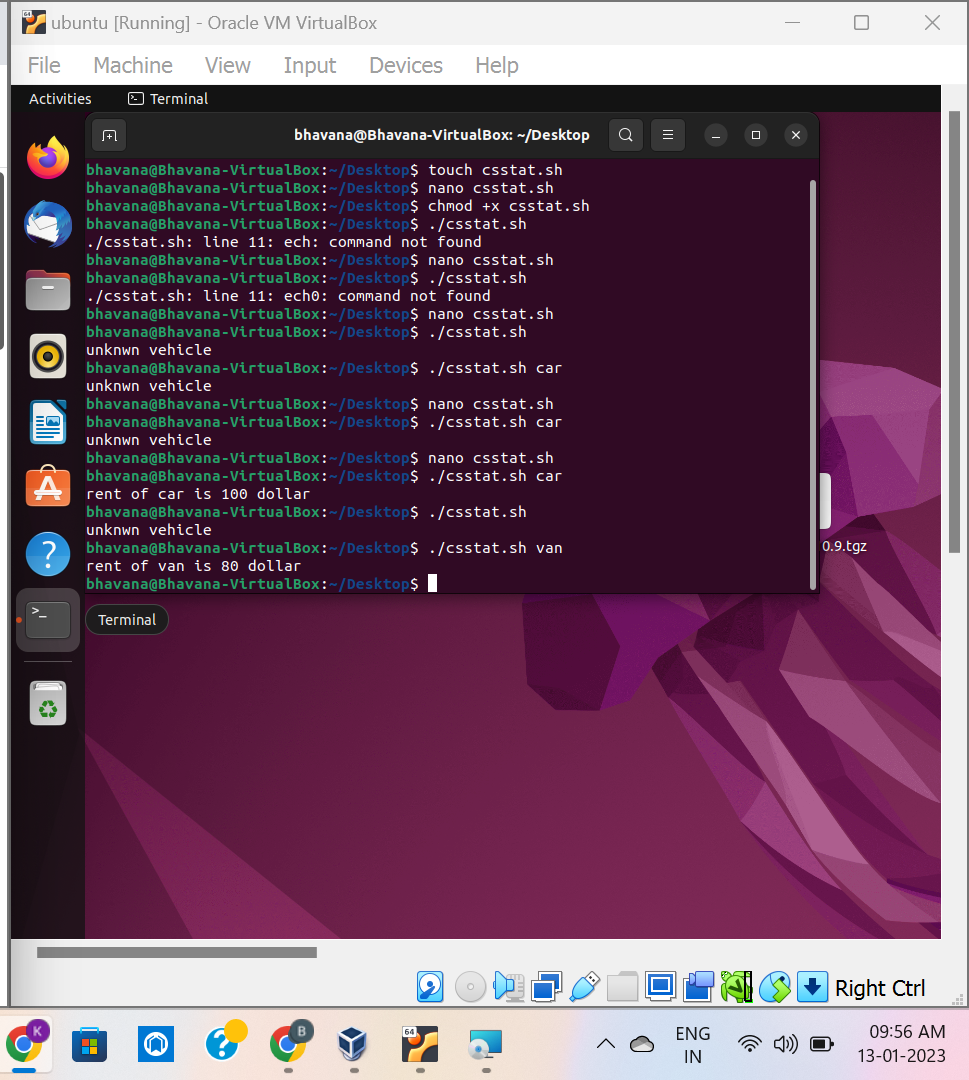 64
ubuntu [Running] - Oracle VM VirtualBox
File Machine View Input Devices Help
Activities Terminal
bhavana@Bhavana-VirtualBox: ~/Desktop
bhavana@Bhavana-VirtualBox:~/Desktop$ touch csstat.sh
bhavana@Bhavana-VirtualBox:~/Desktop$ nano csstat.sh
bhavana@Bhavana-VirtualBox:~/Desktop$ chmod +x csstat.sh
bhavana@Bhavana-VirtualBox:~/Desktop$ ./csstat.sh
./csstat.sh: line 11: ech: command not found
bhavana@Bhavana-VirtualBox:~/Desktop$ nano csstat.sh
bhavana@Bhavana-VirtualBox:~/Desktop$ ./csstat.sh
./csstat.sh: line 11: ech0: command not found
bhavana@Bhavana-VirtualBox:~/Desktop$ nano csstat.sh
bhavana@Bhavana-VirtualBox:~/Desktop$ ./csstat.sh
unknwn vehicle
bhavana@Bhavana-VirtualBox:~/Desktop$ ./csstat.sh car
unknwn vehicle
bhavana@Bhavana-VirtualBox:~/Desktop$ nano csstat.sh
bhavana@Bhavana-VirtualBox:~/Desktop$ ./csstat.sh car
unknwn vehicle
bhavana@Bhavana-VirtualBox:~/Desktop$ nano csstat.sh
bhavana@Bhavana-VirtualBox:~/Desktop$ ./csstat.sh car
rent of car is 100 dollar
bhavana@Bhavana-VirtualBox:~/Desktop$ ./csstat.sh
unknwn vehicle
bhavana@Bhavana-VirtualBox:~/Desktop$ ./csstat.sh van
rent of van is 80 dollar
bhavana@Bhavana-VirtualBox:~/Desktop$
0.9.tgz
Terminal
Right Ctrl
K
B
64
ENG
IN
09:56 AM
13-01-2023